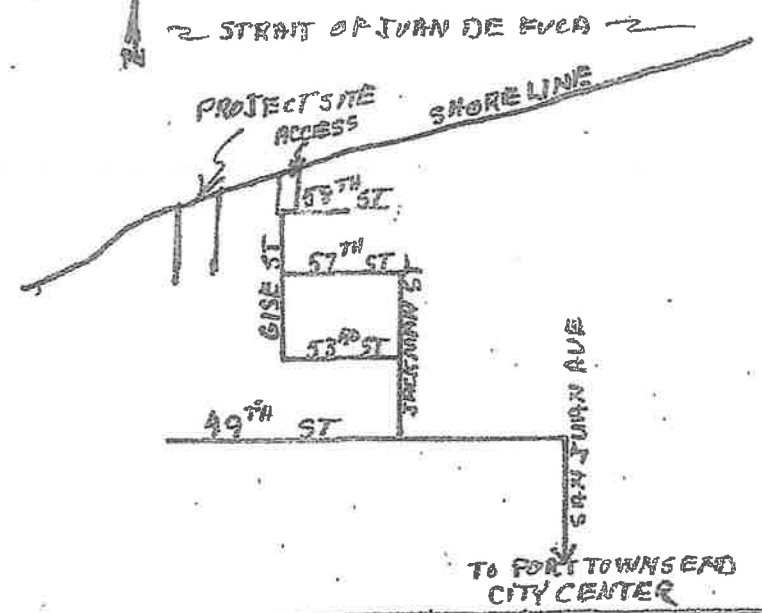 N
~ STRAIT OF JUAN DE FUCA ~
PROJECT SITE
ACCESS
SHORELINE
58TH ST
57TH ST
GISE ST
JACKMAN ST
53RD ST
49TH ST
SAN JUAN AVE
TO PORT TOWNSEND
CITY CENTER